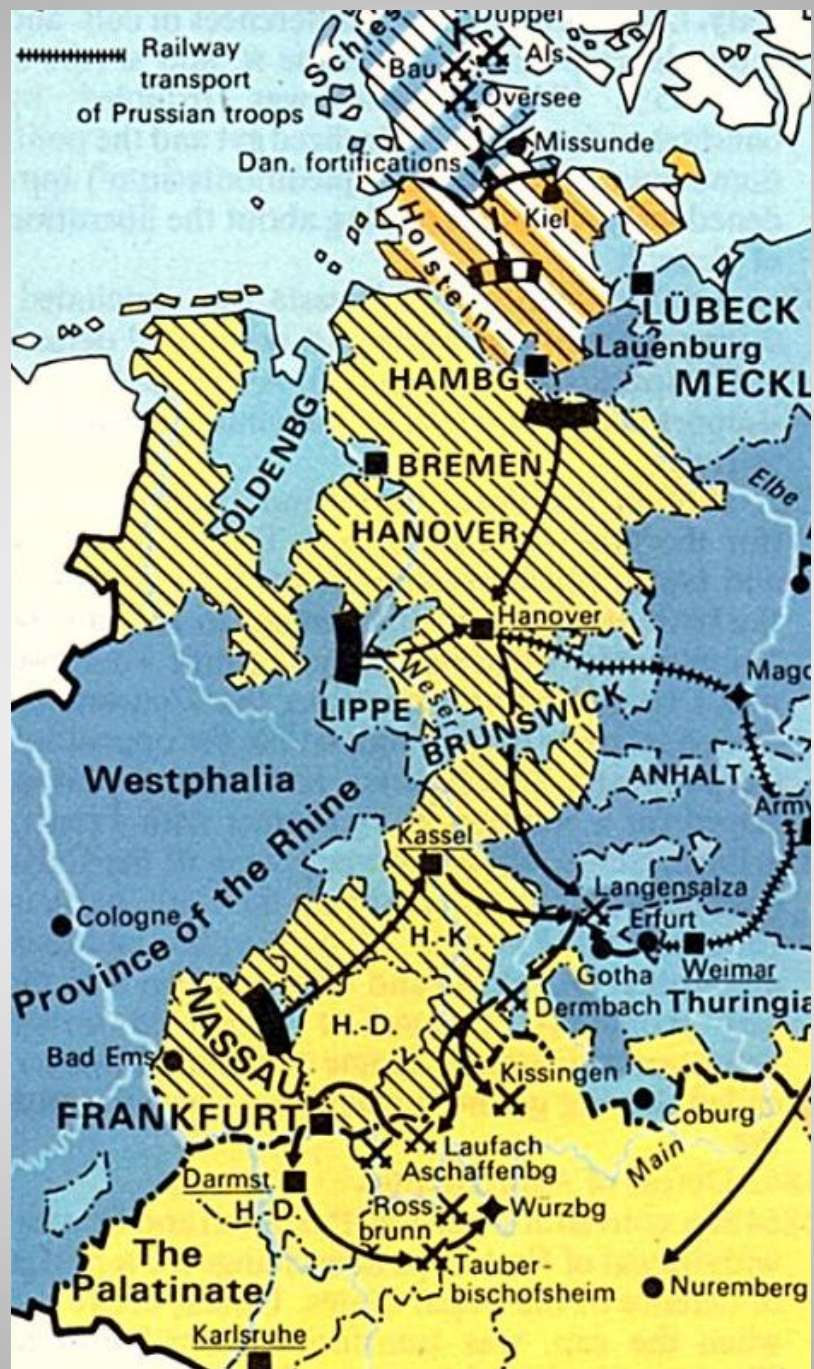 Düppel
Als
Bau
Oversee
Railway
transport
of Prussian troops
Missunde
Dan. fortifications
Kiel
Holstein
LÜBECK
Lauenburg
HAMBG
MECKL
OLDENBG
BREMEN
Elbe
HANOVER
Hanover
Weser
LIPPE
BRUNSWICK
Westphalia
ANHALT
Kassel
Langensalza
Erfurt
Cologne
Province of the Rhine
H.-K.
Gotha
Weimar
NASSAU
H.-D.
Dermbach
Thuringia
Bad Ems
Kissingen
FRANKFURT
Coburg
Laufach
Aschaffenbg
Main
Darmst.
H.-D.
Ross
brunn
Würzbg
The
Palatinate
Tauber-
bischofsheim
Nuremberg
Karlsruhe